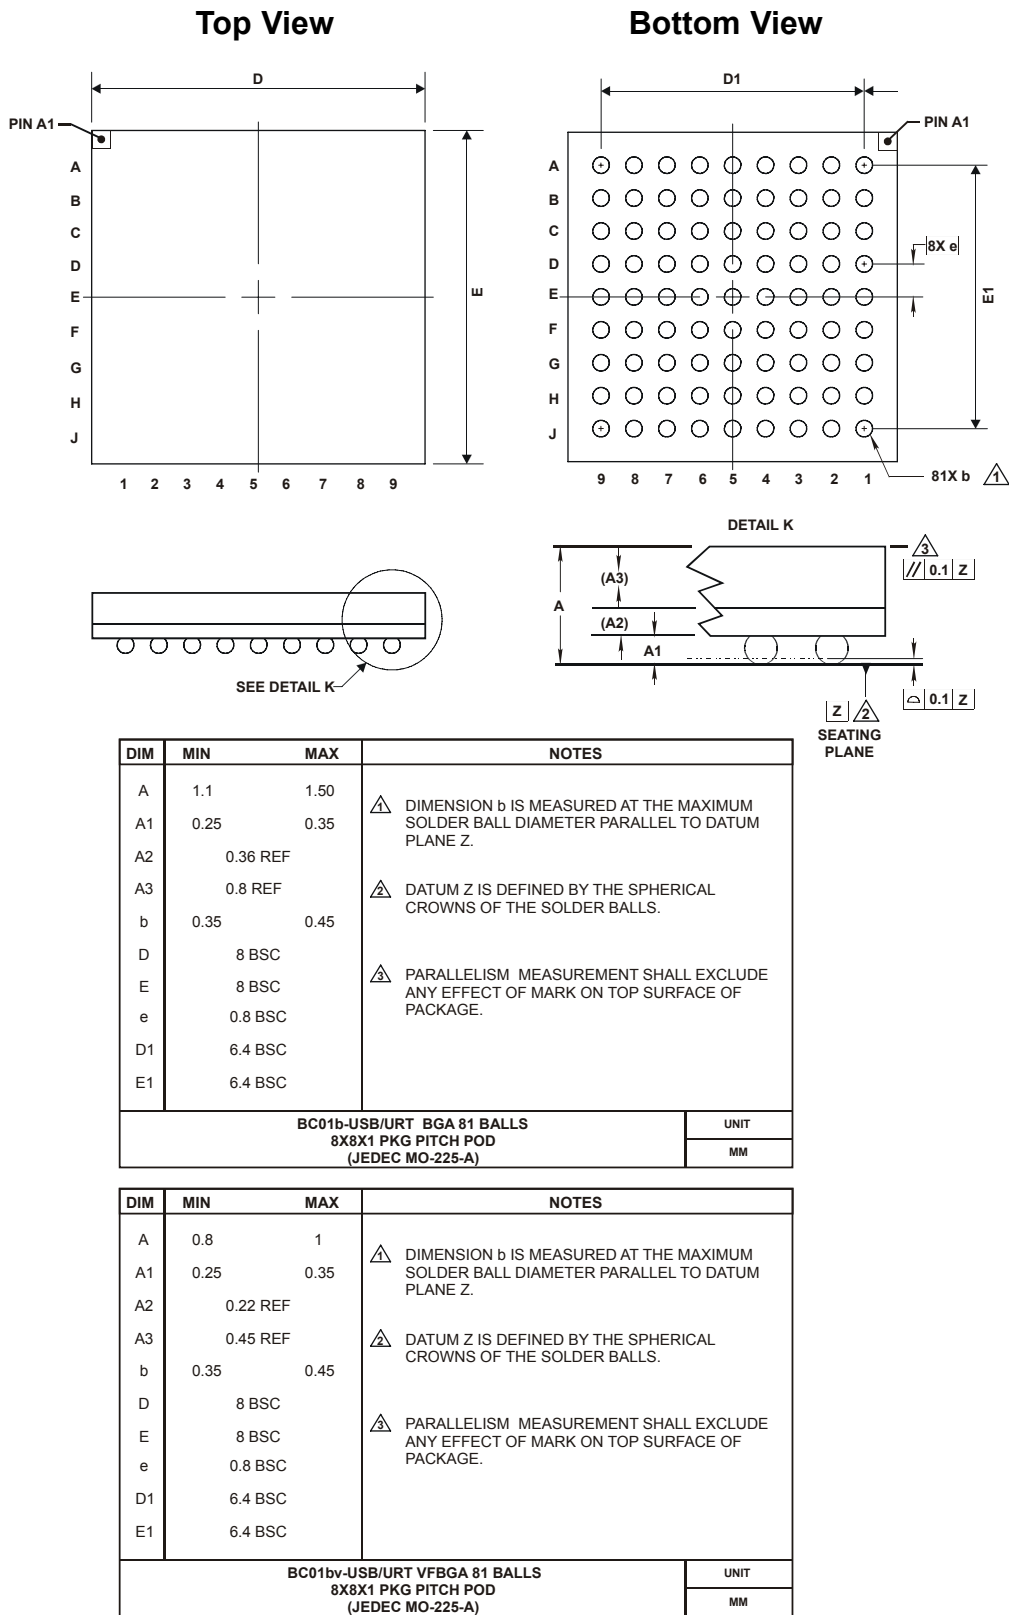 Top View
Bottom View
D
D1
PIN A1
PIN A1
A
B
C
D
E
F
G
H
J
E
1 2 3 4 5 6 7 8 9
A
B
C
D
E
F
G
H
J
8X e
E1
9 8 7 6 5 4 3 2 1
81X b 1
SEE DETAIL K
DETAIL K
3
// 0.1 Z
A
(A3)
(A2)
A1
⌓ 0.1 Z
Z 2
SEATING
PLANE
DIM MIN MAX NOTES
A 1.1 1.50
A1 0.25 0.35
A2 0.36 REF
A3 0.8 REF
b 0.35 0.45
D 8 BSC
E 8 BSC
e 0.8 BSC
D1 6.4 BSC
E1 6.4 BSC
1 DIMENSION b IS MEASURED AT THE MAXIMUM
SOLDER BALL DIAMETER PARALLEL TO DATUM
PLANE Z.
2 DATUM Z IS DEFINED BY THE SPHERICAL
CROWNS OF THE SOLDER BALLS.
3 PARALLELISM MEASUREMENT SHALL EXCLUDE
ANY EFFECT OF MARK ON TOP SURFACE OF
PACKAGE.
BC01b-USB/URT BGA 81 BALLS
8X8X1 PKG PITCH POD
(JEDEC MO-225-A)
UNIT
MM
DIM MIN MAX NOTES
A 0.8 1
A1 0.25 0.35
A2 0.22 REF
A3 0.45 REF
b 0.35 0.45
D 8 BSC
E 8 BSC
e 0.8 BSC
D1 6.4 BSC
E1 6.4 BSC
1 DIMENSION b IS MEASURED AT THE MAXIMUM
SOLDER BALL DIAMETER PARALLEL TO DATUM
PLANE Z.
2 DATUM Z IS DEFINED BY THE SPHERICAL
CROWNS OF THE SOLDER BALLS.
3 PARALLELISM MEASUREMENT SHALL EXCLUDE
ANY EFFECT OF MARK ON TOP SURFACE OF
PACKAGE.
BC01bv-USB/URT VFBGA 81 BALLS
8X8X1 PKG PITCH POD
(JEDEC MO-225-A)
UNIT
MM